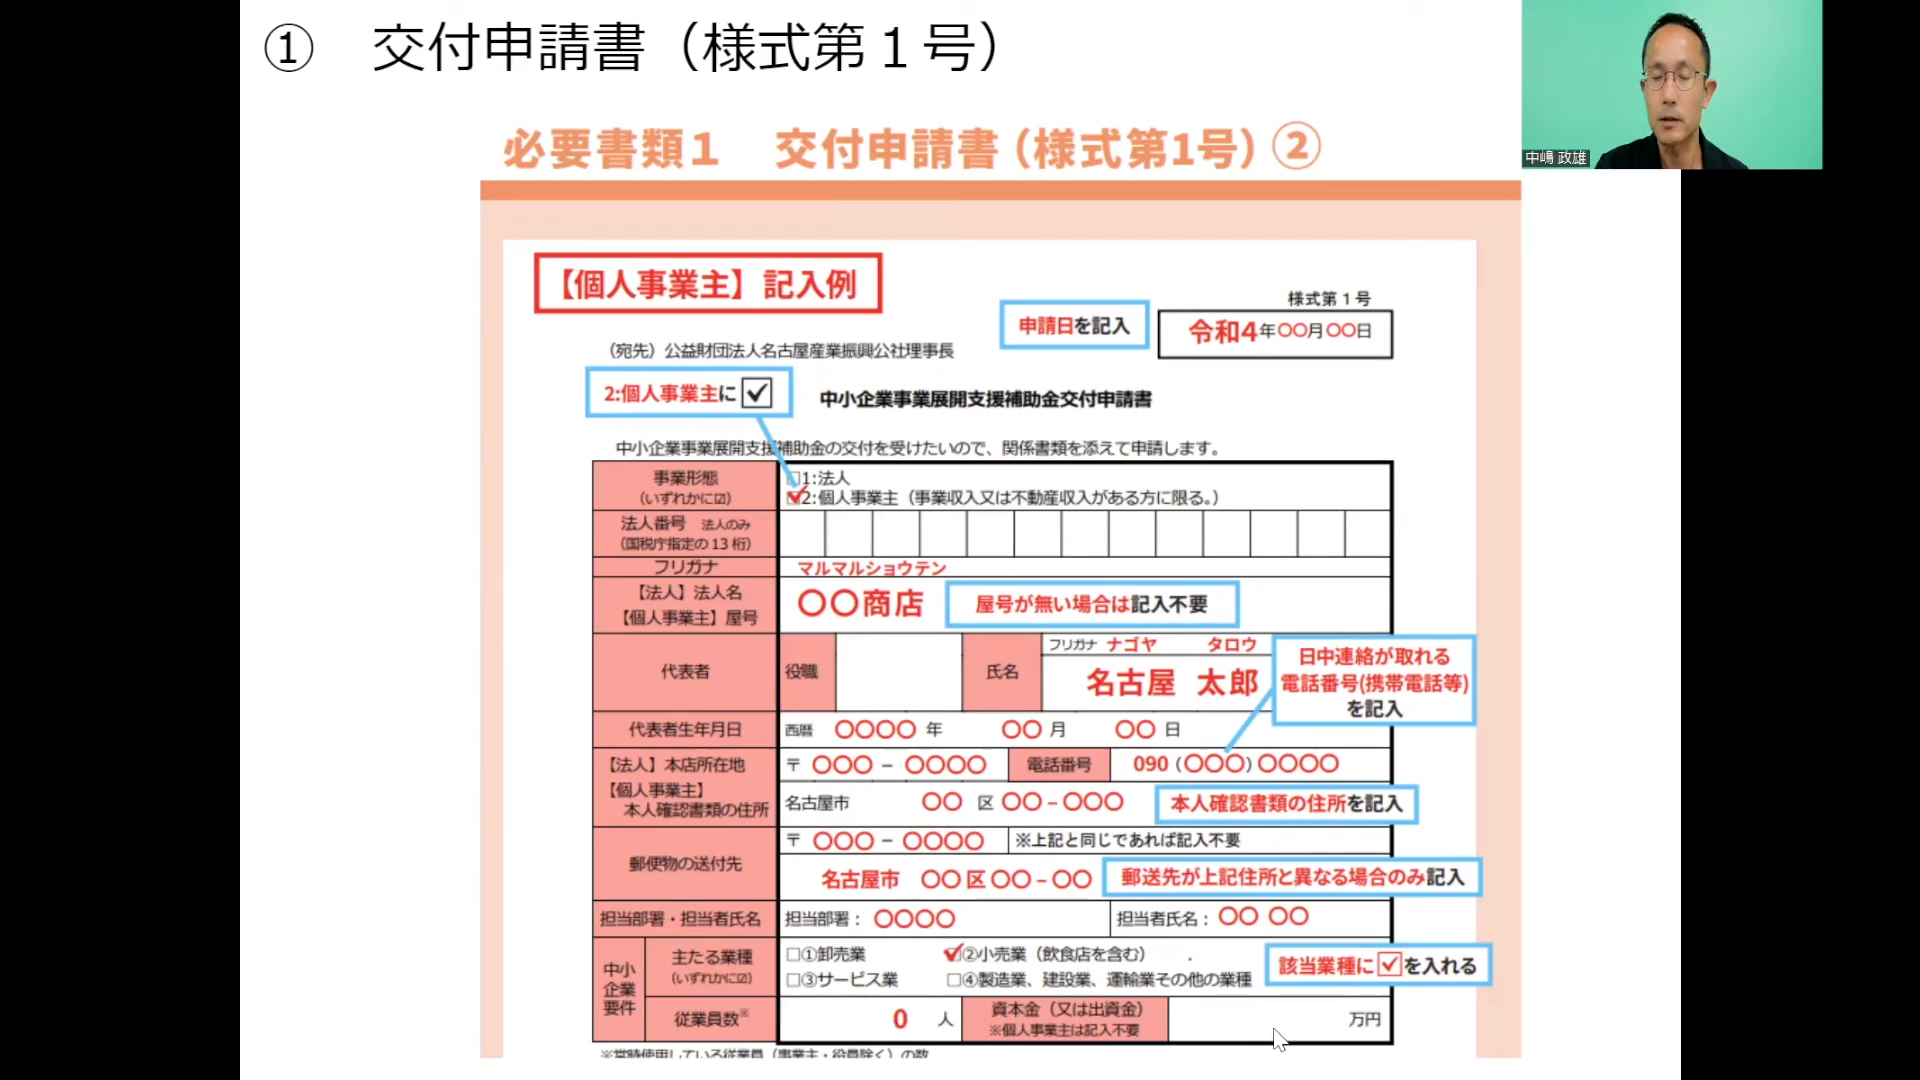 ① 交付申請書（様式第１号）
中嶋 政雄
必要書類１ 交付申請書（様式第1号）②
【個人事業主】記入例
様式第１号
申請日を記入
令和4年〇〇月〇〇日
（宛先）公益財団法人名古屋産業振興公社理事長
2:個人事業主に☑
中小企業事業展開支援補助金交付申請書
中小企業事業展開支援補助金の交付を受けたいので、関係書類を添えて申請します。
事業形態
（いずれかに☑）
□1:法人
☑2:個人事業主（事業収入又は不動産収入がある方に限る。）
法人番号 法人のみ
（国税庁指定の13桁）
フリガナ
マルマルショウテン
【法人】法人名
【個人事業主】屋号
〇〇商店
屋号が無い場合は記入不要
代表者
役職
氏名
フリガナ ナゴヤ タロウ
名古屋 太郎
日中連絡が取れる
電話番号(携帯電話等)
を記入
代表者生年月日
西暦 〇〇〇〇 年 〇〇 月 〇〇 日
【法人】本店所在地
【個人事業主】
本人確認書類の住所
〒 〇〇〇 − 〇〇〇〇
電話番号
090 (〇〇〇) 〇〇〇〇
名古屋市 〇〇 区 〇〇 − 〇〇〇
本人確認書類の住所を記入
郵便物の送付先
〒 〇〇〇 − 〇〇〇〇
※上記と同じであれば記入不要
名古屋市 〇〇 区 〇〇 − 〇〇
郵送先が上記住所と異なる場合のみ記入
担当部署・担当者氏名
担当部署： 〇〇〇〇
担当者氏名： 〇〇 〇〇
中小
企業
要件
主たる業種
（いずれかに☑）
□①卸売業 ☑②小売業（飲食店を含む）
□③サービス業 □④製造業、建設業、運輸業その他の業種
該当業種に☑を入れる
従業員数※
0 人
資本金（又は出資金）
※個人事業主は記入不要
万円
※常時使用している従業員（事業主・役員除く）の数